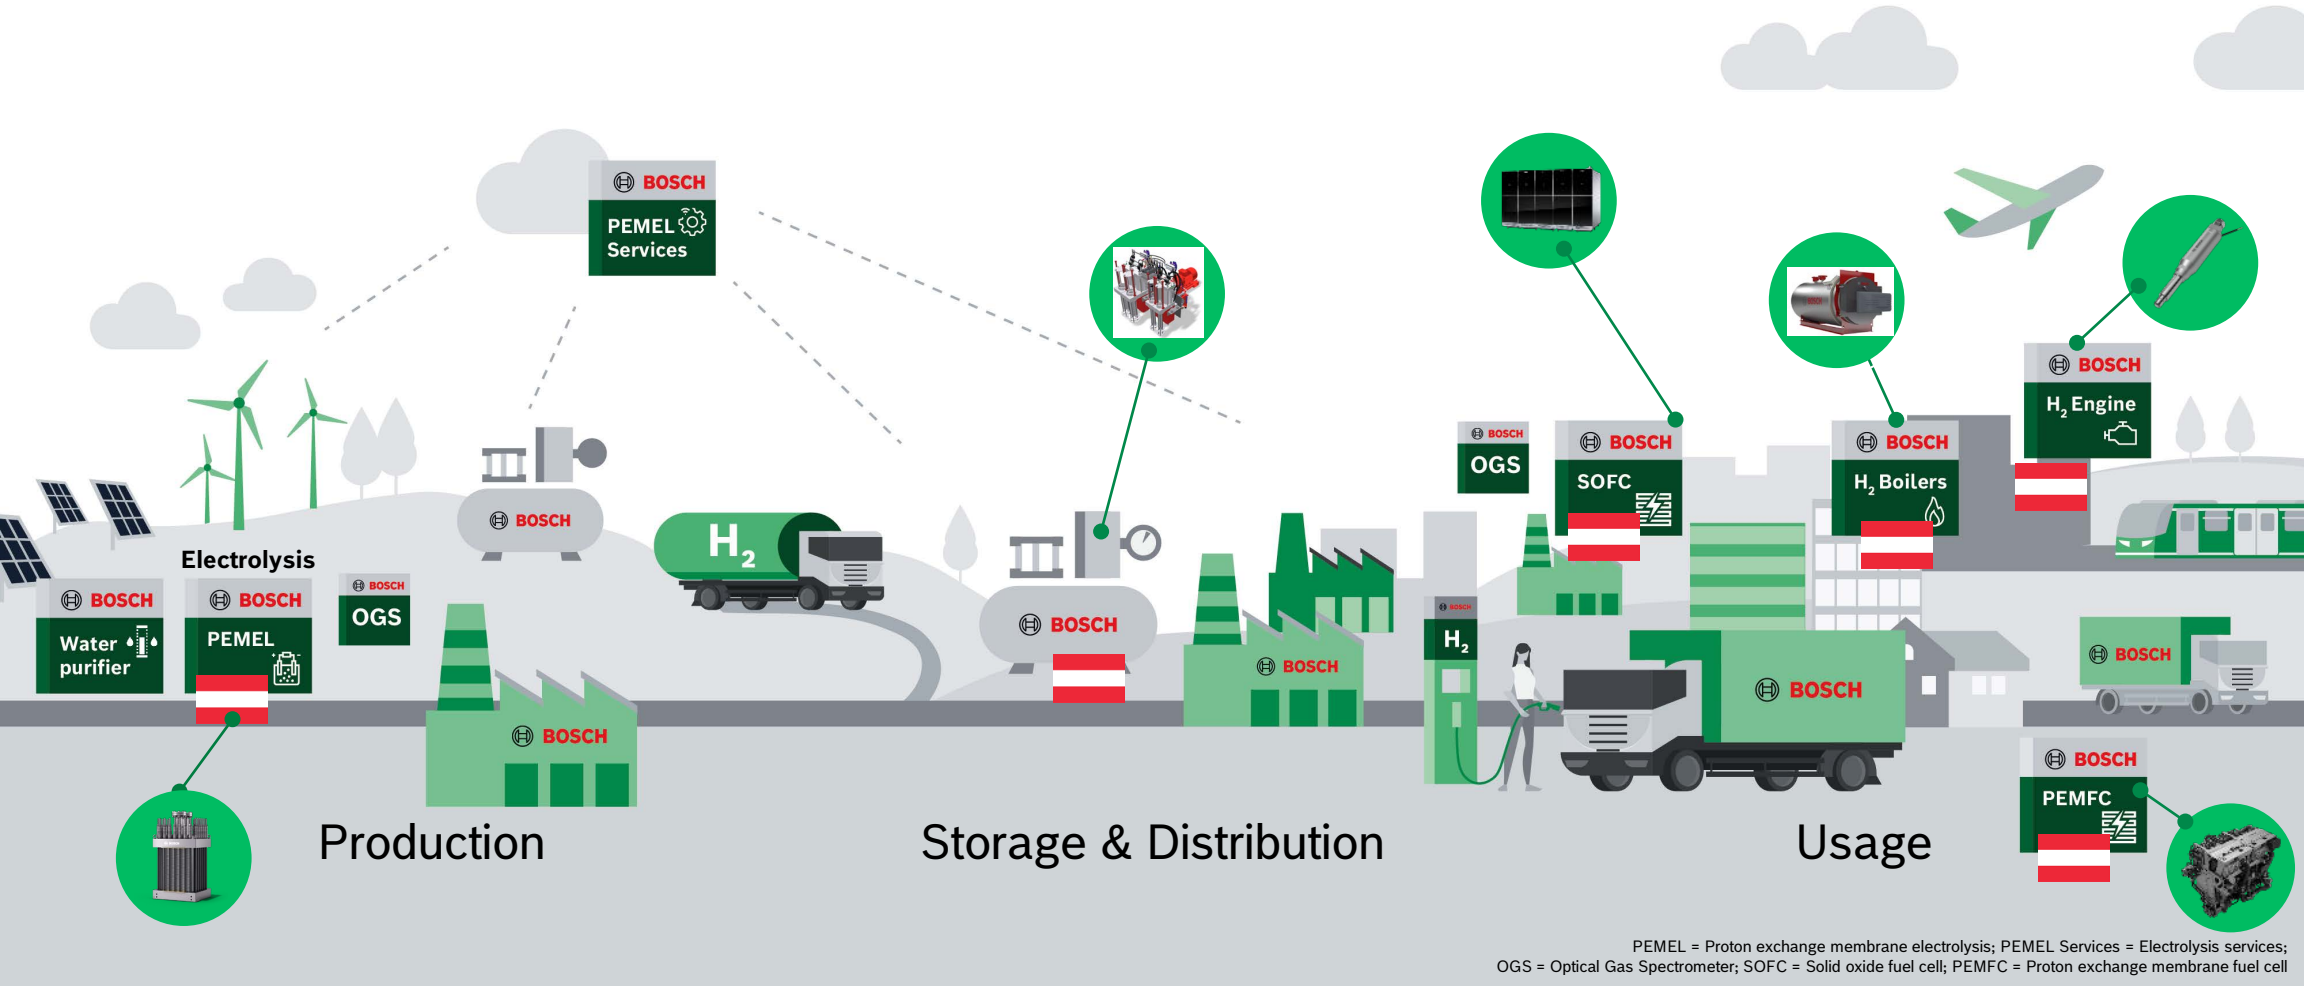 BOSCH
PEMEL
Services
BOSCH
H₂ Engine
BOSCH
OGS
BOSCH
SOFC
BOSCH
H₂ Boilers
BOSCH
H₂
Electrolysis
BOSCH
Water
purifier
BOSCH
PEMEL
BOSCH
OGS
BOSCH
BOSCH
H₂
BOSCH
BOSCH
BOSCH
BOSCH
BOSCH
PEMFC
Production
Storage & Distribution
Usage
PEMEL = Proton exchange membrane electrolysis; PEMEL Services = Electrolysis services;
OGS = Optical Gas Spectrometer; SOFC = Solid oxide fuel cell; PEMFC = Proton exchange membrane fuel cell